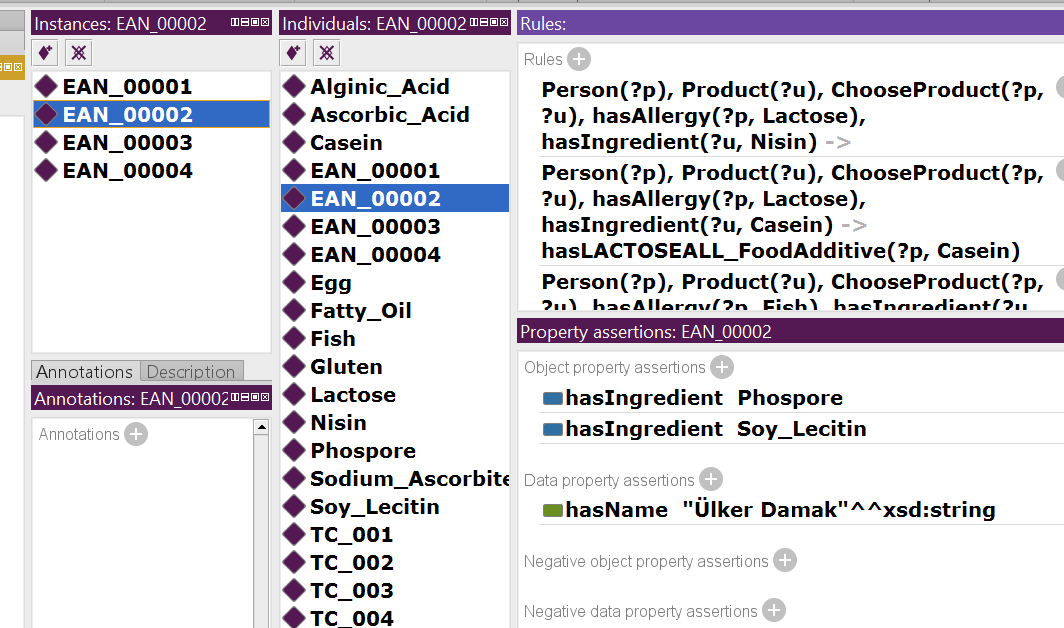 Instances: EAN_00002
EAN_00001
EAN_00002
EAN_00003
EAN_00004
Annotations Description
Annotations: EAN_00002
Annotations
Individuals: EAN_00002
Alginic_Acid
Ascorbic_Acid
Casein
EAN_00001
EAN_00002
EAN_00003
EAN_00004
Egg
Fatty_Oil
Fish
Gluten
Lactose
Nisin
Phospore
Sodium_Ascorbite
Soy_Lecitin
TC_001
TC_002
TC_003
TC_004
Rules:
Rules
Person(?p), Product(?u), ChooseProduct(?p,
?u), hasAllergy(?p, Lactose),
hasIngredient(?u, Nisin) ->
Person(?p), Product(?u), ChooseProduct(?p,
?u), hasAllergy(?p, Lactose),
hasIngredient(?u, Casein) ->
hasLACTOSEALL_FoodAdditive(?p, Casein)
Person(?p), Product(?u), ChooseProduct(?p,
?u), hasAllergy(?p, Fish), hasIngredient(?u,
Property assertions: EAN_00002
Object property assertions
hasIngredient Phospore
hasIngredient Soy_Lecitin
Data property assertions
hasName "Ülker Damak"^^xsd:string
Negative object property assertions
Negative data property assertions